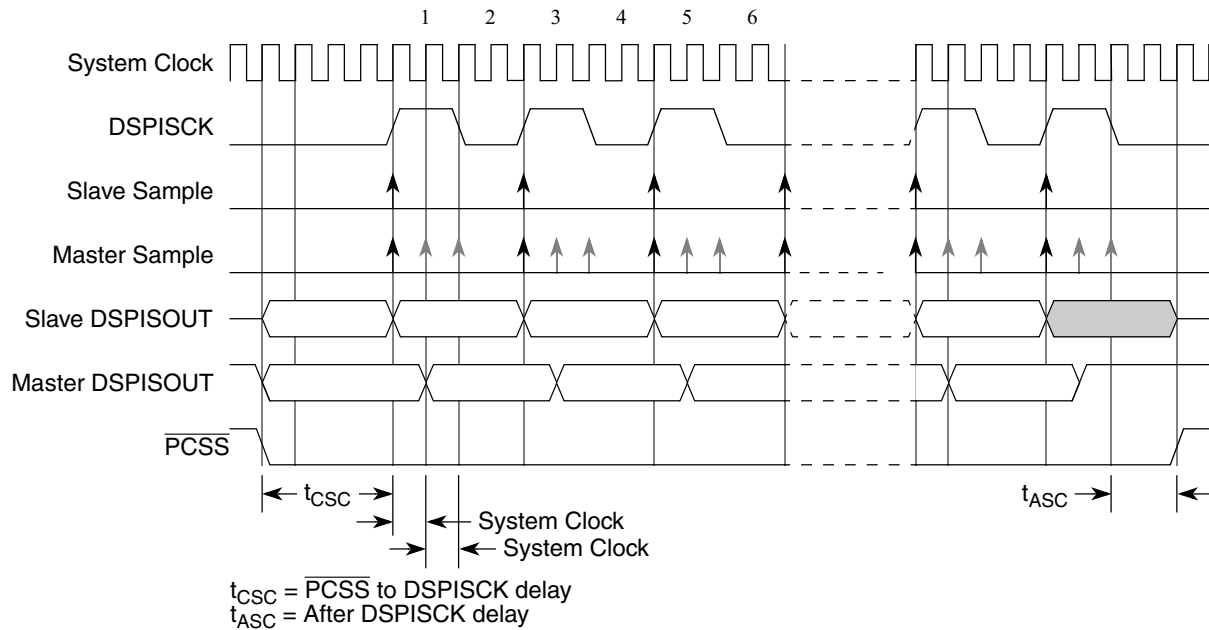 1 2 3 4 5 6
System Clock
DSPISCK
Slave Sample
Master Sample
Slave DSPISOUT
Master DSPISOUT
PCSS
tCSC
tASC
System Clock
System Clock
tCSC = PCSS to DSPISCK delay
tASC = After DSPISCK delay